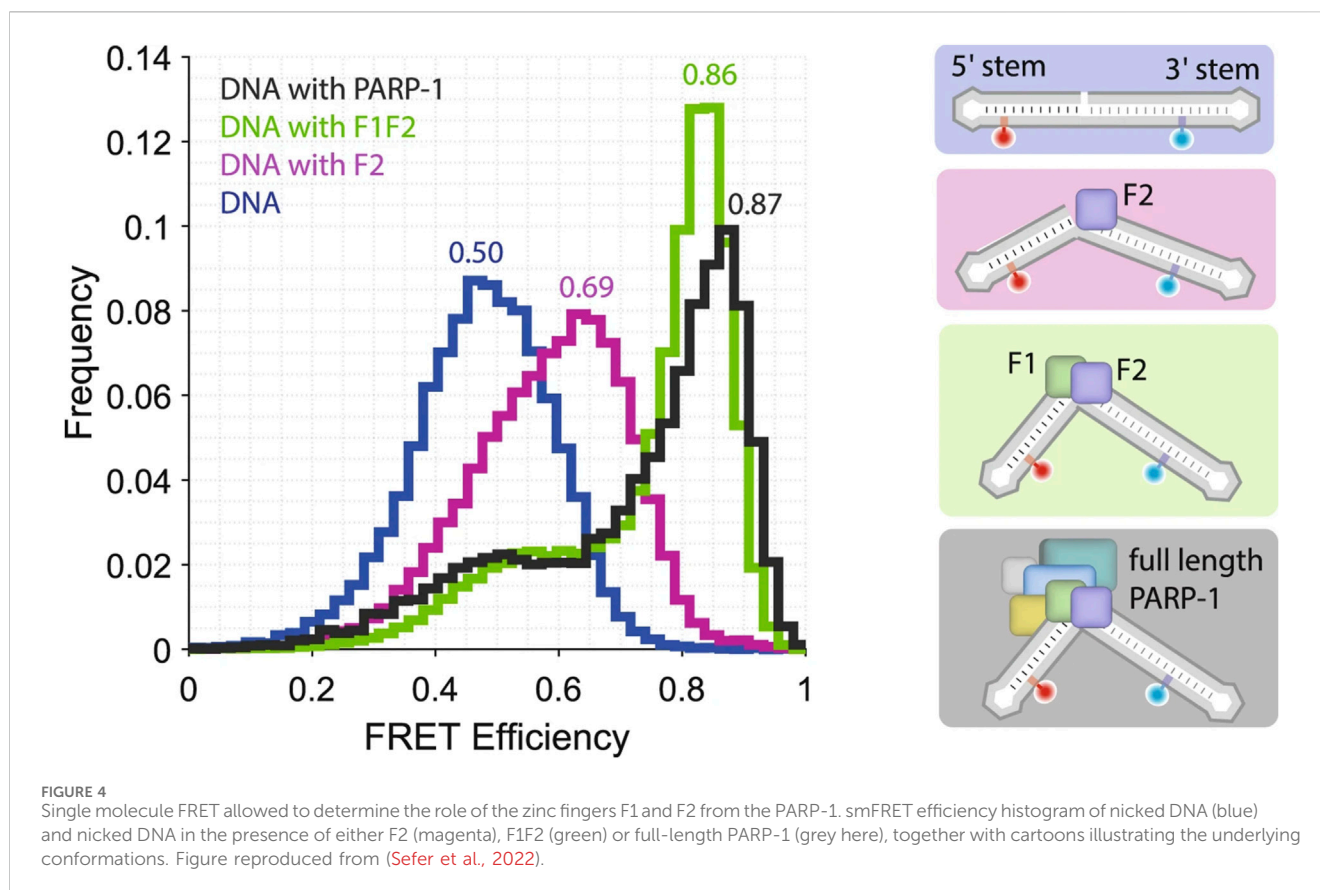 0.14
0.12
0.1
0.08
0.06
0.04
0.02
0
Frequency
DNA with PARP-1
DNA with F1F2
DNA with F2
DNA
0.50
0.69
0.86
0.87
0
0.2
0.4
0.6
0.8
1
FRET Efficiency
5' stem
3' stem
F2
F1
F2
full length
PARP-1
FIGURE 4
Single molecule FRET allowed to determine the role of the zinc fingers F1 and F2 from the PARP-1. smFRET efficiency histogram of nicked DNA (blue)
and nicked DNA in the presence of either F2 (magenta), F1F2 (green) or full-length PARP-1 (grey here), together with cartoons illustrating the underlying
conformations. Figure reproduced from (Sefer et al., 2022).